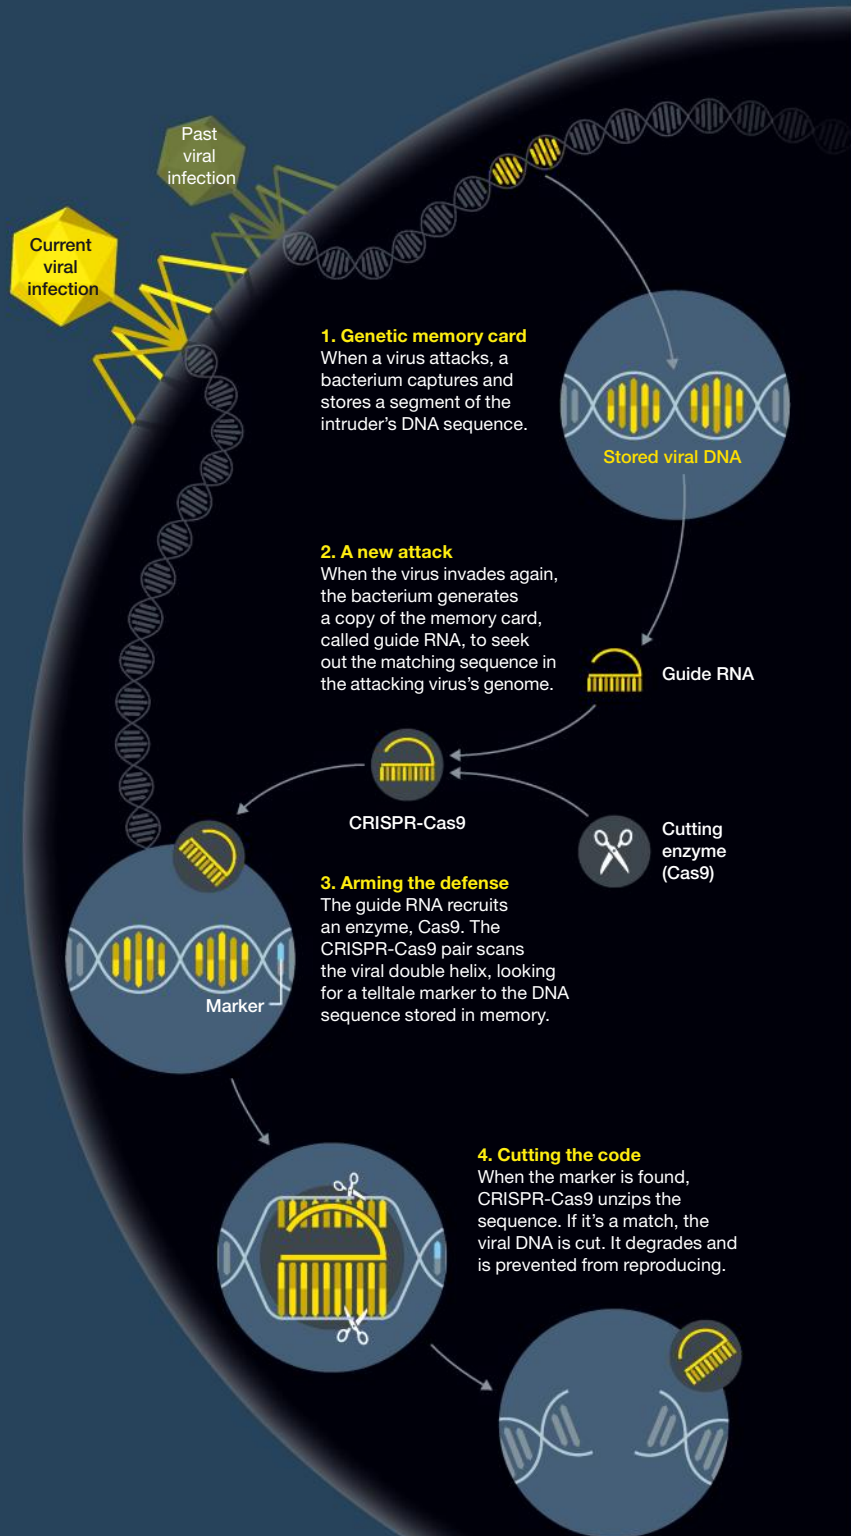 Past
viral
infection
Current
viral
infection
1. Genetic memory card
When a virus attacks, a
bacterium captures and
stores a segment of the
intruder’s DNA sequence.
Stored viral DNA
2. A new attack
When the virus invades again,
the bacterium generates
a copy of the memory card,
called guide RNA, to seek
out the matching sequence in
the attacking virus’s genome.
Guide RNA
CRISPR-Cas9
Cutting
enzyme
(Cas9)
3. Arming the defense
The guide RNA recruits
an enzyme, Cas9. The
CRISPR-Cas9 pair scans
the viral double helix, looking
for a telltale marker to the DNA
sequence stored in memory.
Marker
4. Cutting the code
When the marker is found,
CRISPR-Cas9 unzips the
sequence. If it’s a match, the
viral DNA is cut. It degrades and
is prevented from reproducing.